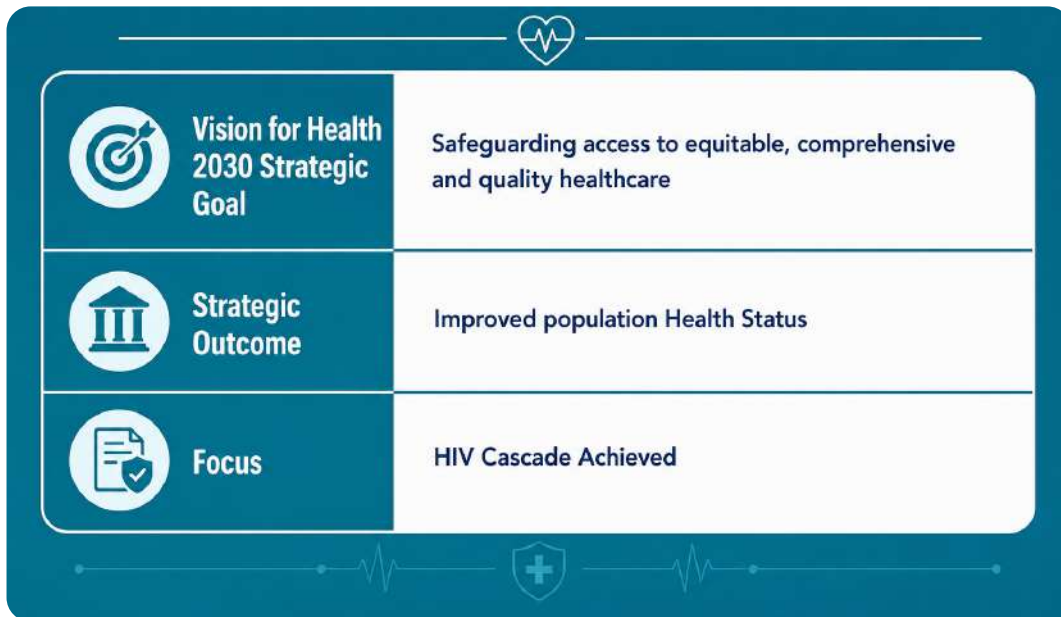 Vision for Health
2030 Strategic
Goal
Safeguarding access to equitable, comprehensive
and quality healthcare
Strategic
Outcome
Improved population Health Status
Focus
HIV Cascade Achieved